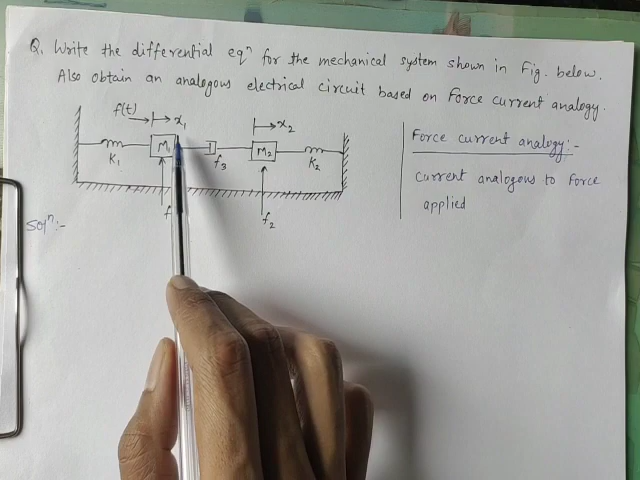 Q. Write the differential eqn for the mechanical system shown in Fig. below.
Also obtain an analogous electrical circuit based on Force current analogy.
f(t)
x1
x2
K1
M1
f3
M2
K2
f
f2
Force current analogy:-
Current analogous to Force
applied
Soln:-